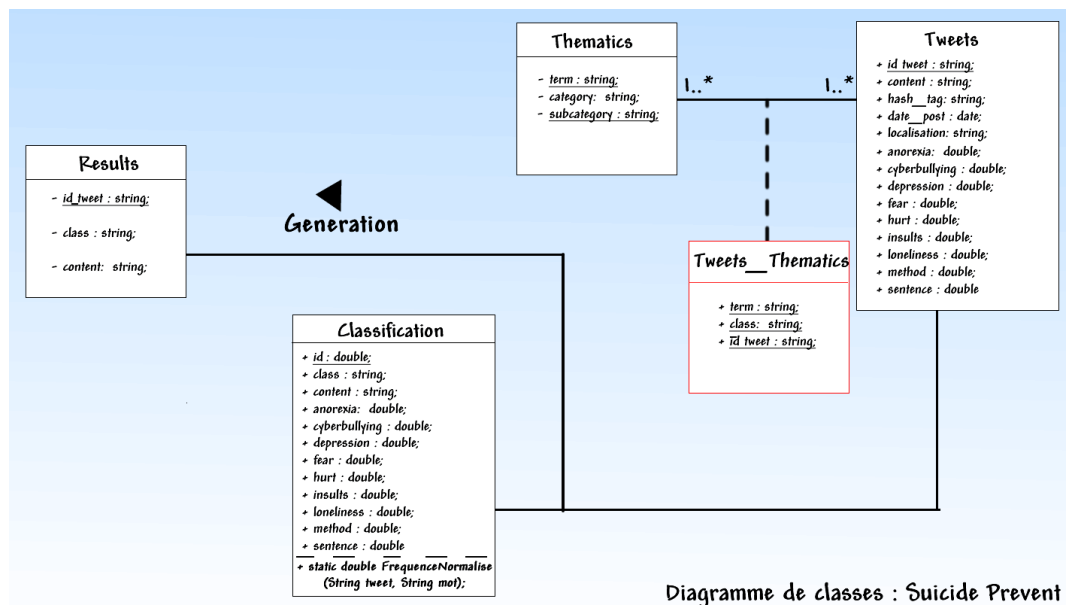 Thematics
- term : string;
- category: string;
- subcategory : string;
1..*
1..*
Tweets
+ id tweet : string;
+ content : string;
+ hash__tag: string;
+ date__post : date;
+ localisation: string;
+ anorexia: double;
+ cyberbullying : double;
+ depression : double;
+ fear : double;
+ hurt : double;
+ insults : double;
+ loneliness : double;
+ method : double;
+ sentence : double
Results
- id_tweet : string;
- class : string;
- content: string;
Generation
Tweets__Thematics
+ term : string;
+ class: string;
+ id tweet : string;
Classification
+ id : double;
+ class : string;
+ content : string;
+ anorexia: double;
+ cyberbullying : double;
+ depression : double;
+ fear : double;
+ hurt : double;
+ insults : double;
+ loneliness : double;
+ method : double;
+ sentence : double
+ static double FrequenceNormalise
(String tweet, String mot);
Diagramme de classes : Suicide Prevent